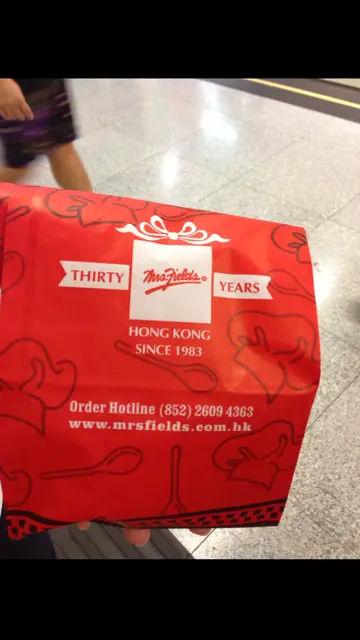 THIRTY Mrs.Fields® YEARS
HONG KONG
SINCE 1983
Order Hotline (852) 2609 4363
www.mrsfields.com.hk